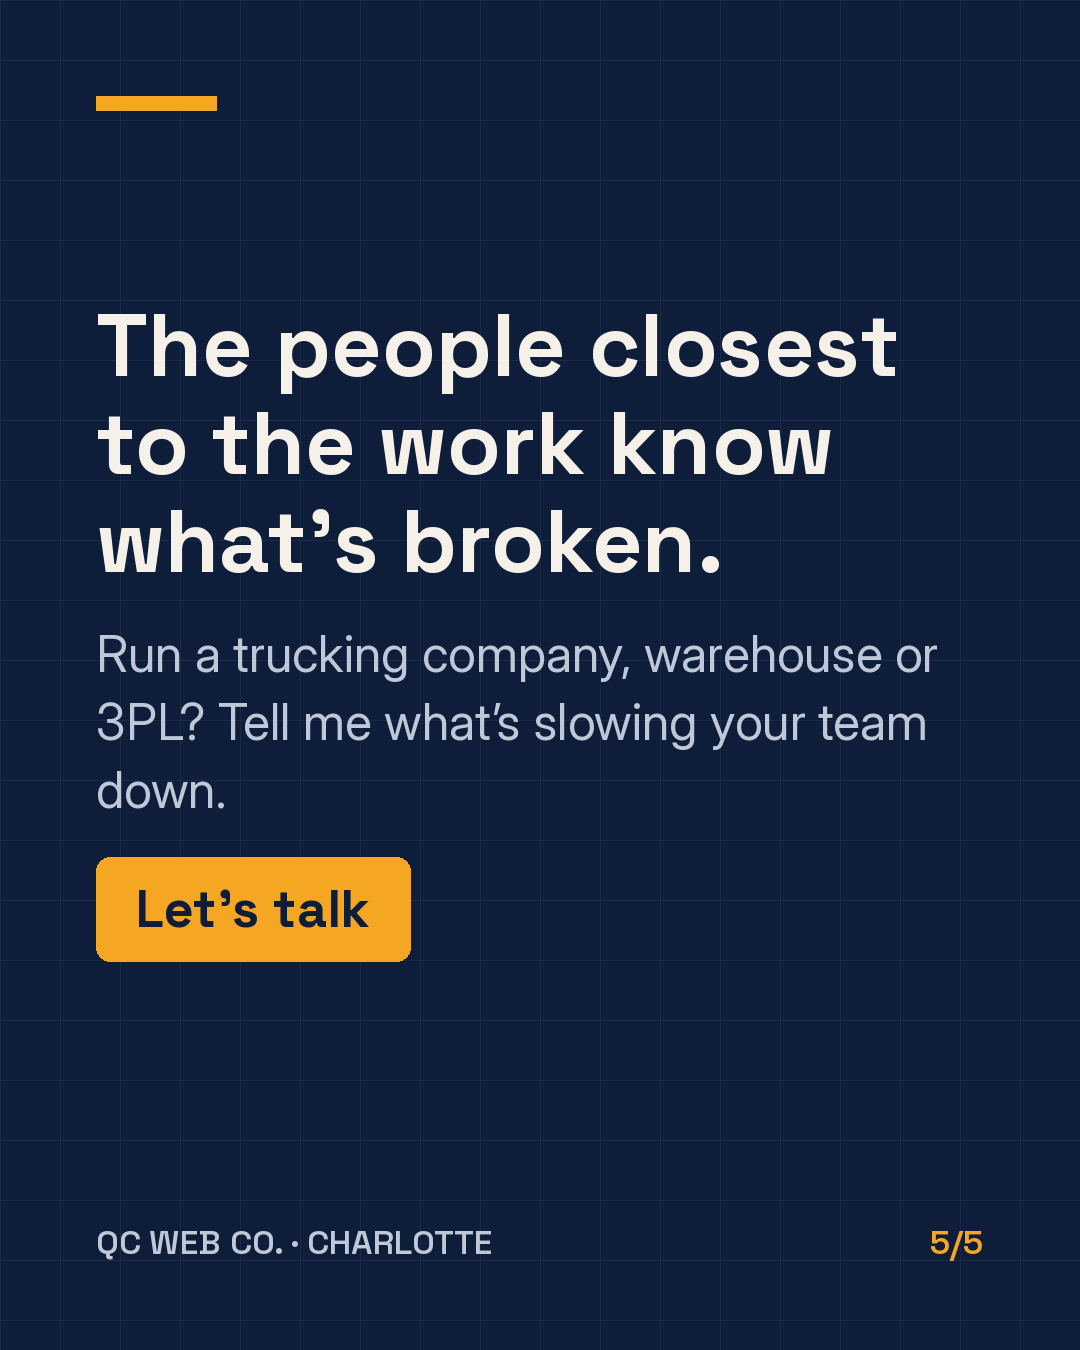 The people closest
to the work know
what’s broken.
Run a trucking company, warehouse or
3PL? Tell me what’s slowing your team
down.
Let’s talk
QC WEB CO. · CHARLOTTE
5/5